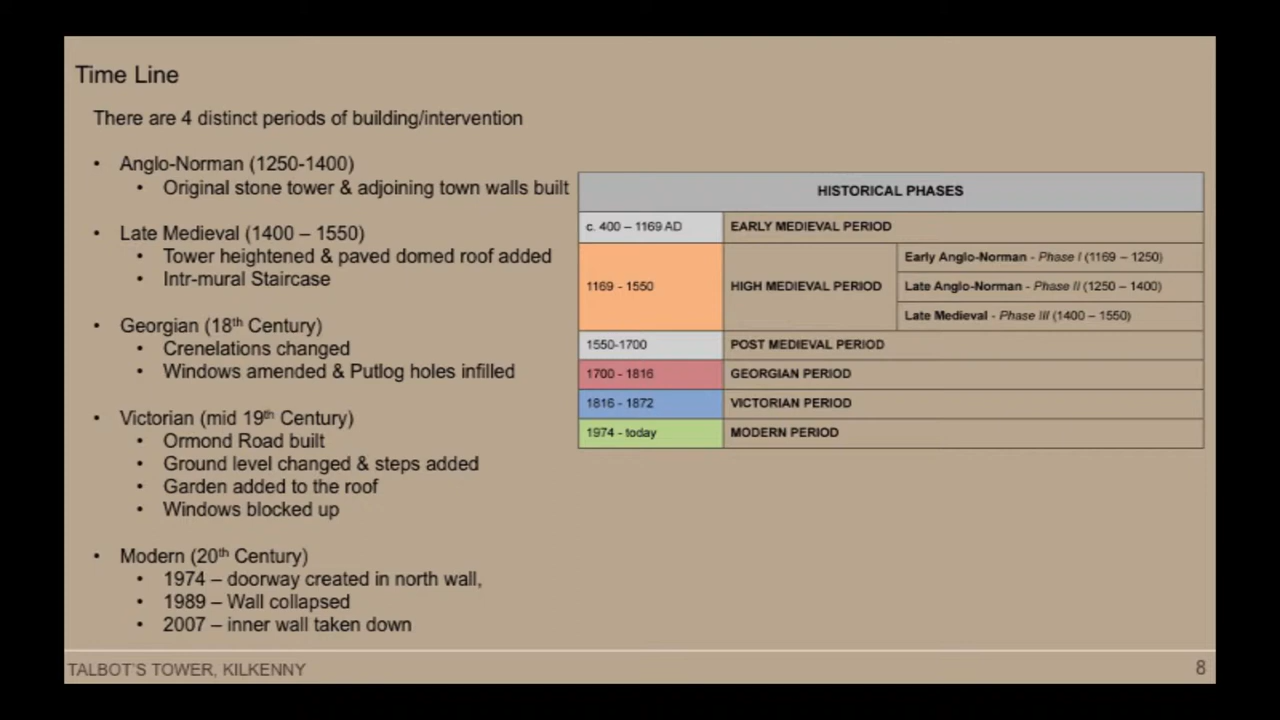 Time Line
There are 4 distinct periods of building/intervention
• Anglo-Norman (1250-1400)
• Original stone tower & adjoining town walls built
• Late Medieval (1400 – 1550)
• Tower heightened & paved domed roof added
• Intr-mural Staircase
• Georgian (18th Century)
• Crenelations changed
• Windows amended & Putlog holes infilled
• Victorian (mid 19th Century)
• Ormond Road built
• Ground level changed & steps added
• Garden added to the roof
• Windows blocked up
• Modern (20th Century)
• 1974 – doorway created in north wall,
• 1989 – Wall collapsed
• 2007 – inner wall taken down
HISTORICAL PHASES
c. 400 – 1169 AD EARLY MEDIEVAL PERIOD
1169 - 1550 HIGH MEDIEVAL PERIOD
Early Anglo-Norman - Phase I (1169 – 1250)
Late Anglo-Norman - Phase II (1250 – 1400)
Late Medieval - Phase III (1400 – 1550)
1550-1700 POST MEDIEVAL PERIOD
1700 - 1816 GEORGIAN PERIOD
1816 - 1872 VICTORIAN PERIOD
1974 - today MODERN PERIOD
TALBOT'S TOWER, KILKENNY 8